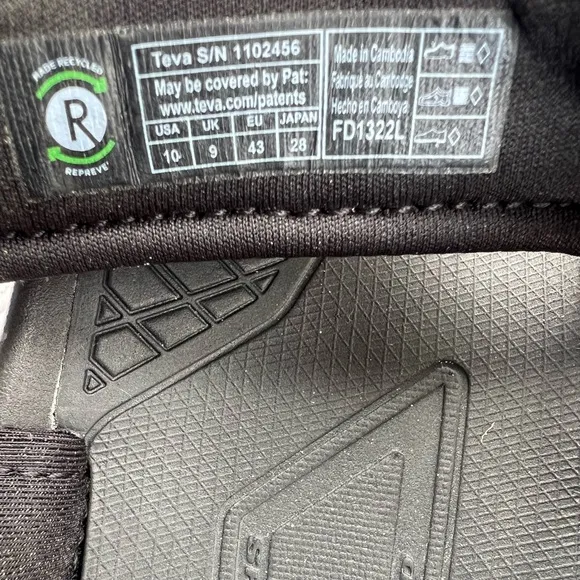 MADE RECYCLED
R
REPREVE
Teva S/N 1102456
May be covered by Pat:
www.teva.com/patents
USA UK EU JAPAN
10 9 43 28
Made in Cambodia
Fabriqué au Cambodge
Hecho en Camboya
FD1322L